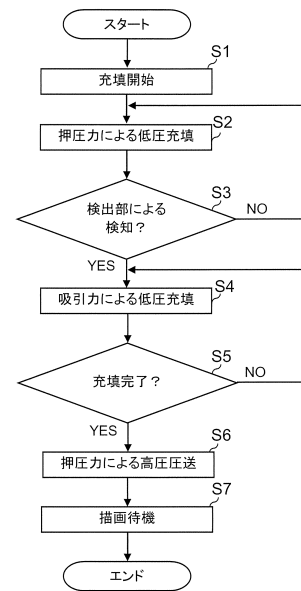 スタート
S1
充填開始
S2
押圧力による低圧充填
S3
検出部による
検知？
NO
YES
S4
吸引力による低圧充填
S5
充填完了？
NO
YES
S6
押圧力による高圧圧送
S7
描画待機
エンド